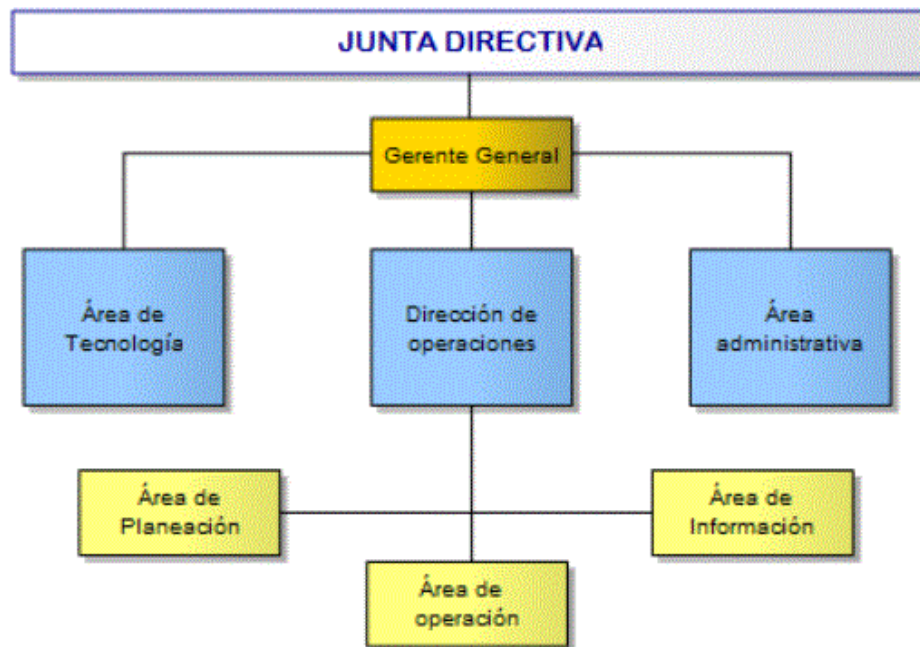 JUNTA DIRECTIVA
Gerente General
Área de
Tecnología
Dirección de
operaciones
Área
administrativa
Área de
Planeación
Área de
Información
Área de
operación